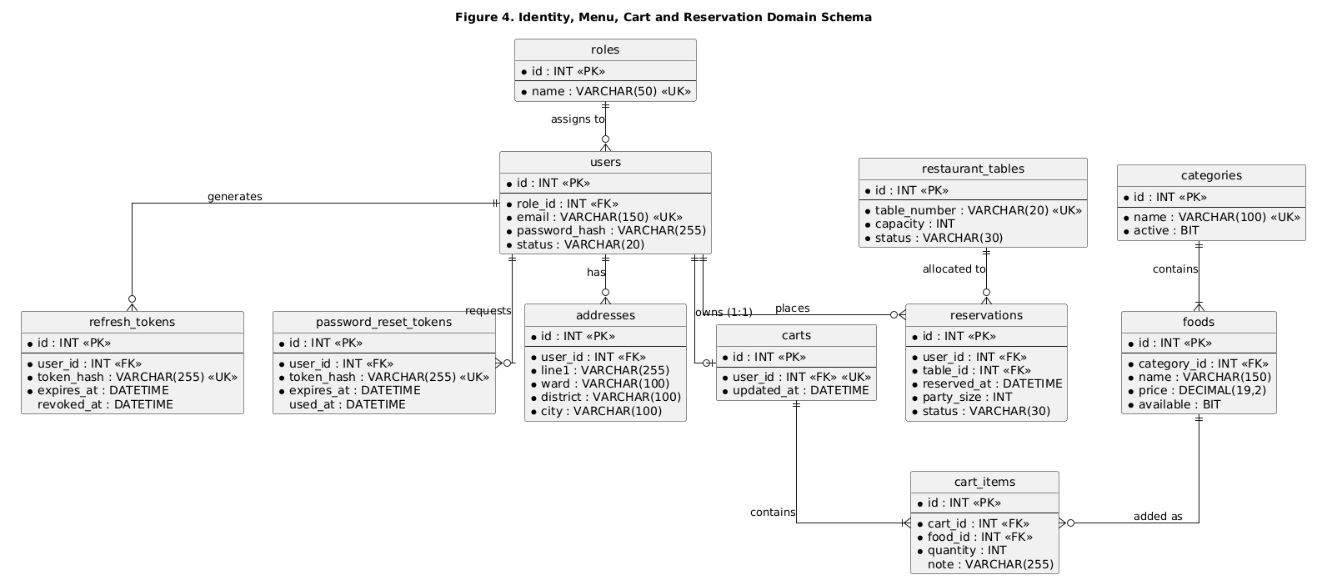 Figure 4. Identity, Menu, Cart and Reservation Domain Schema
roles
id : INT «PK»
name : VARCHAR(50) «UK»
assigns to
users
id : INT «PK»
role_id : INT «FK»
email : VARCHAR(150) «UK»
password_hash : VARCHAR(255)
status : VARCHAR(20)
restaurant_tables
id : INT «PK»
table_number : VARCHAR(20) «UK»
capacity : INT
status : VARCHAR(30)
categories
id : INT «PK»
name : VARCHAR(100) «UK»
active : BIT
generates
requests
has
owns (1:1)
places
allocated to
contains
refresh_tokens
id : INT «PK»
user_id : INT «FK»
token_hash : VARCHAR(255) «UK»
expires_at : DATETIME
revoked_at : DATETIME
password_reset_tokens
id : INT «PK»
user_id : INT «FK»
token_hash : VARCHAR(255) «UK»
expires_at : DATETIME
used_at : DATETIME
addresses
id : INT «PK»
user_id : INT «FK»
line1 : VARCHAR(255)
ward : VARCHAR(100)
district : VARCHAR(100)
city : VARCHAR(100)
carts
id : INT «PK»
user_id : INT «FK» «UK»
updated_at : DATETIME
reservations
id : INT «PK»
user_id : INT «FK»
table_id : INT «FK»
reserved_at : DATETIME
party_size : INT
status : VARCHAR(30)
foods
id : INT «PK»
category_id : INT «FK»
name : VARCHAR(150)
price : DECIMAL(19,2)
available : BIT
contains
added as
cart_items
id : INT «PK»
cart_id : INT «FK»
food_id : INT «FK»
quantity : INT
note : VARCHAR(255)